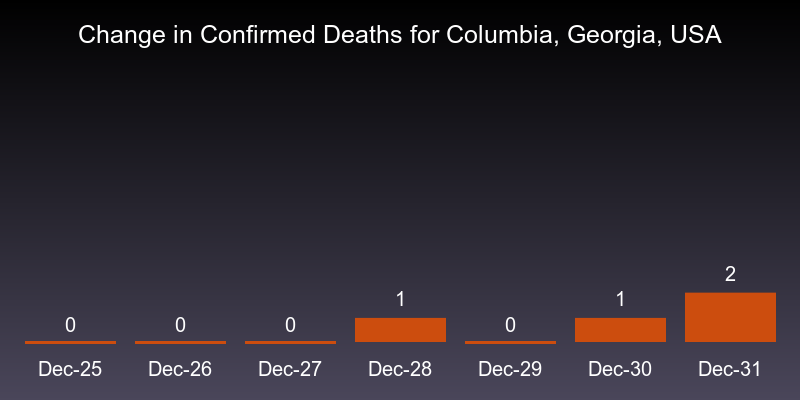 Change in Confirmed Deaths for Columbia, Georgia, USA
0 0 0 1 0 1 2
Dec-25 Dec-26 Dec-27 Dec-28 Dec-29 Dec-30 Dec-31